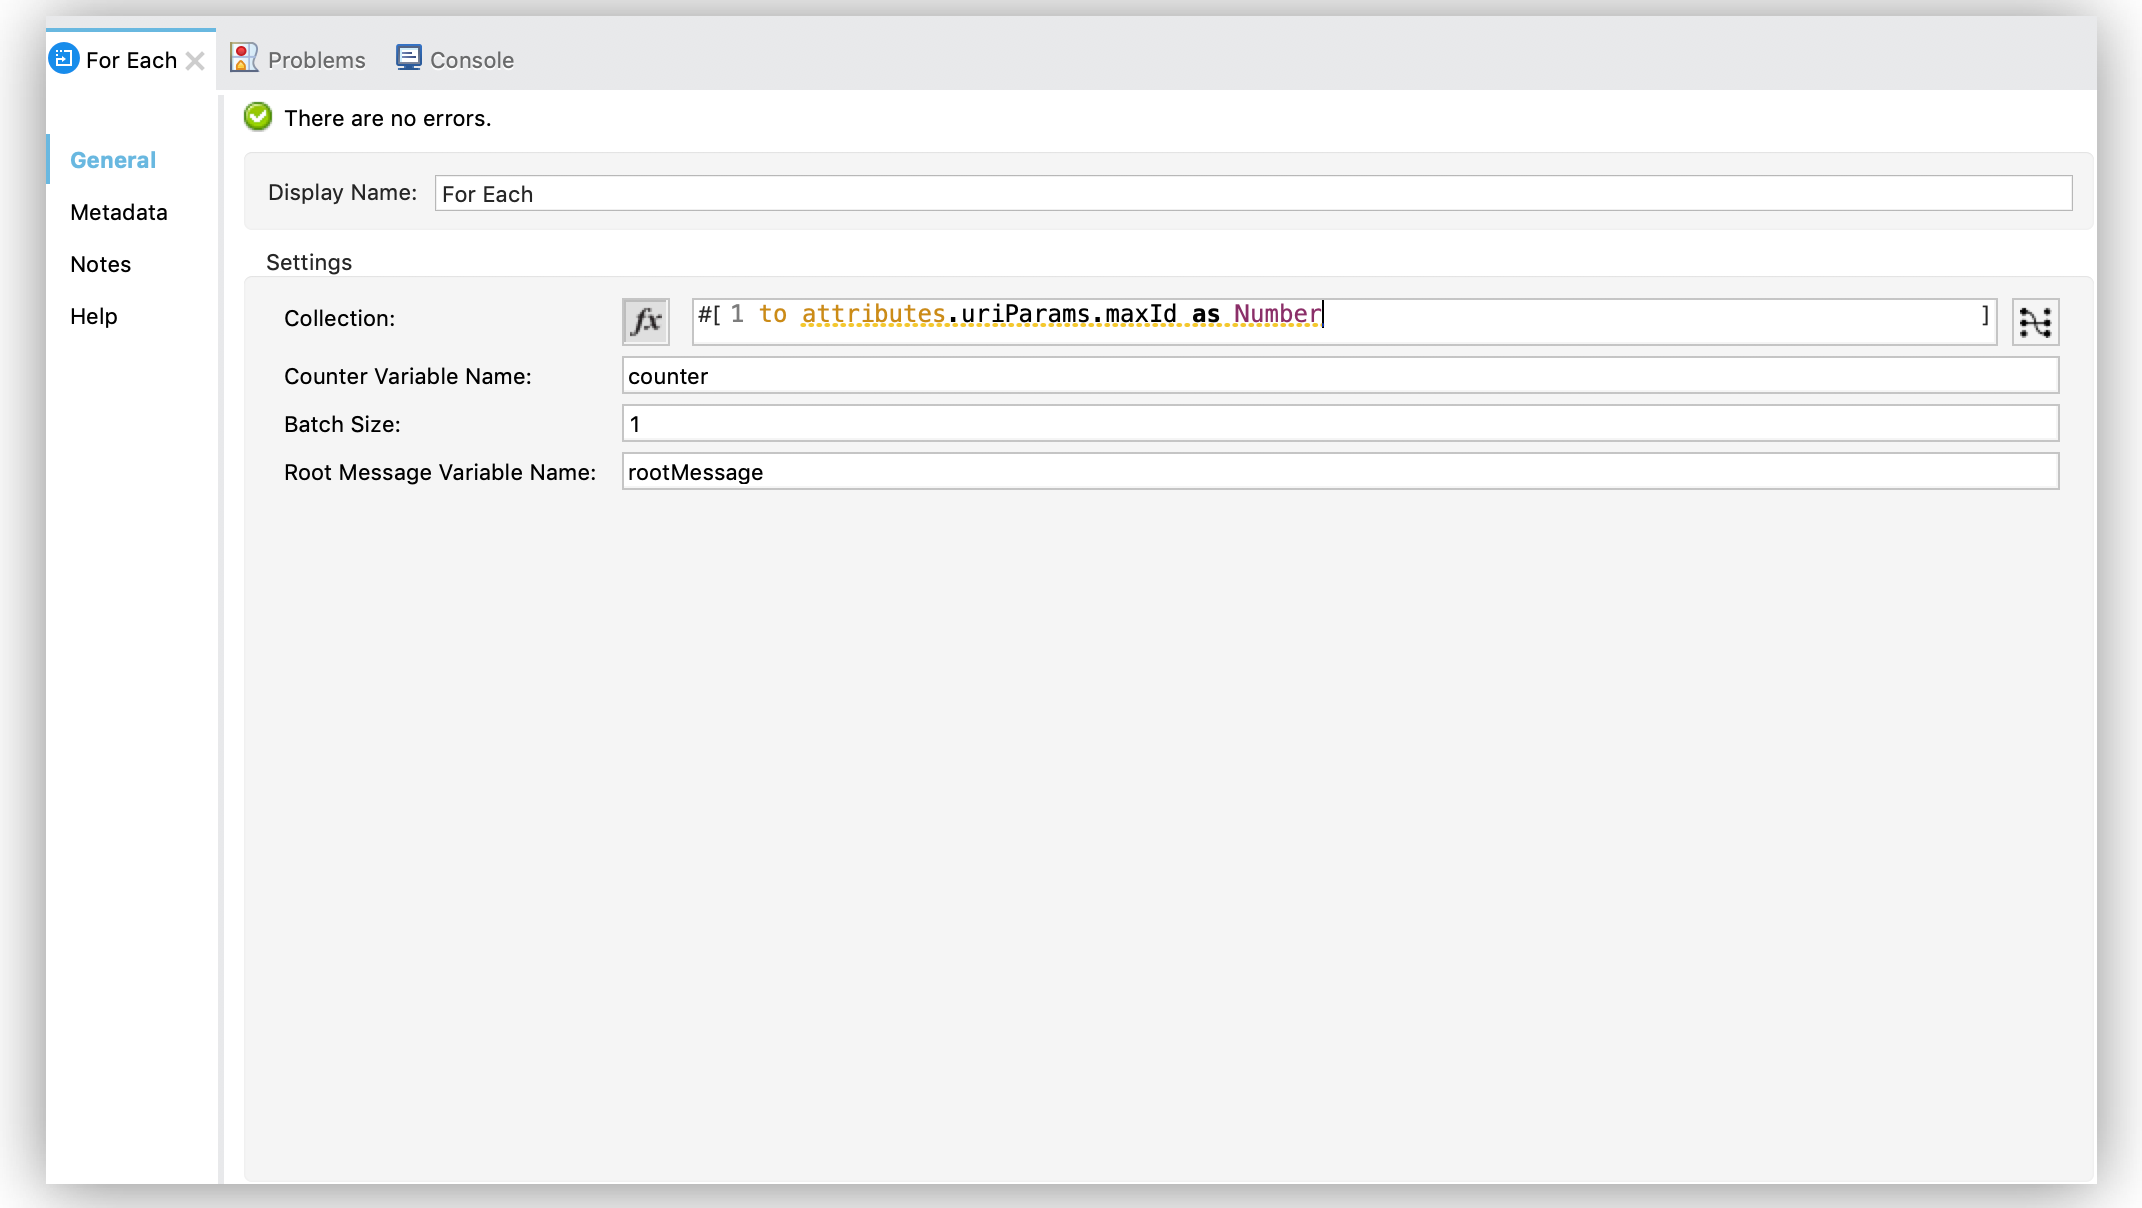 For Each
Problems
Console
There are no errors.
General
Metadata
Notes
Help
Display Name: For Each
Settings
Collection: fx #[ 1 to attributes.uriParams.maxId as Number ]
Counter Variable Name: counter
Batch Size: 1
Root Message Variable Name: rootMessage